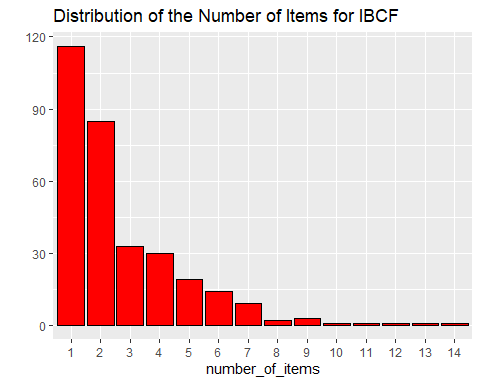 Distribution of the Number of Items for IBCF
120
90
60
30
0
1 2 3 4 5 6 7 8 9 10 11 12 13 14
number_of_items